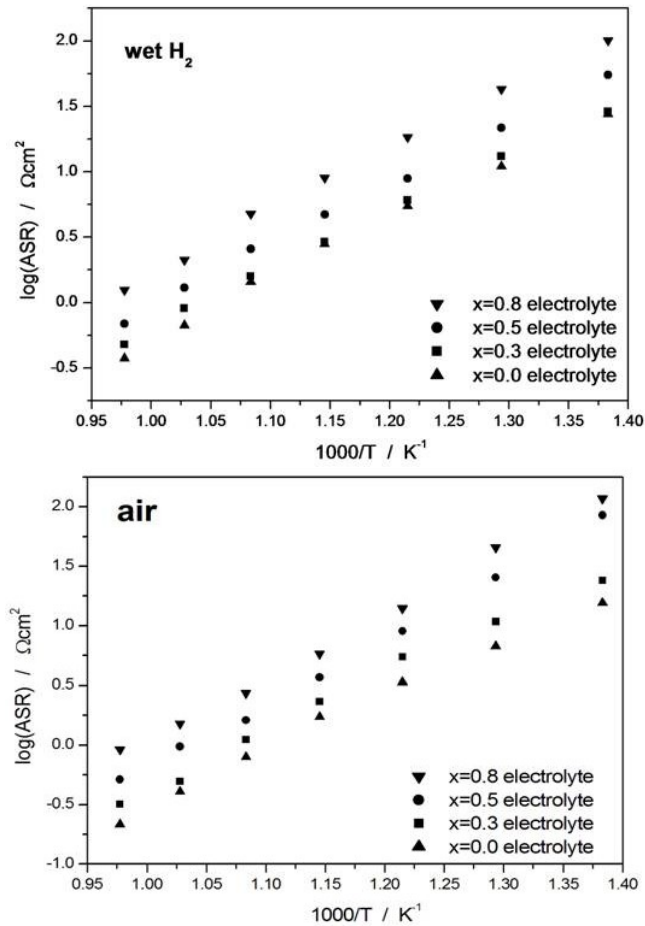 wet H₂
2.0
1.5
1.0
0.5
0.0
-0.5
log(ASR) / Ωcm²
x=0.8 electrolyte
x=0.5 electrolyte
x=0.3 electrolyte
x=0.0 electrolyte
0.95 1.00 1.05 1.10 1.15 1.20 1.25 1.30 1.35 1.40
1000/T / K⁻¹
air
2.0
1.5
1.0
0.5
0.0
-0.5
-1.0
log(ASR) / Ωcm²
x=0.8 electrolyte
x=0.5 electrolyte
x=0.3 electrolyte
x=0.0 electrolyte
0.95 1.00 1.05 1.10 1.15 1.20 1.25 1.30 1.35 1.40
1000/T / K⁻¹